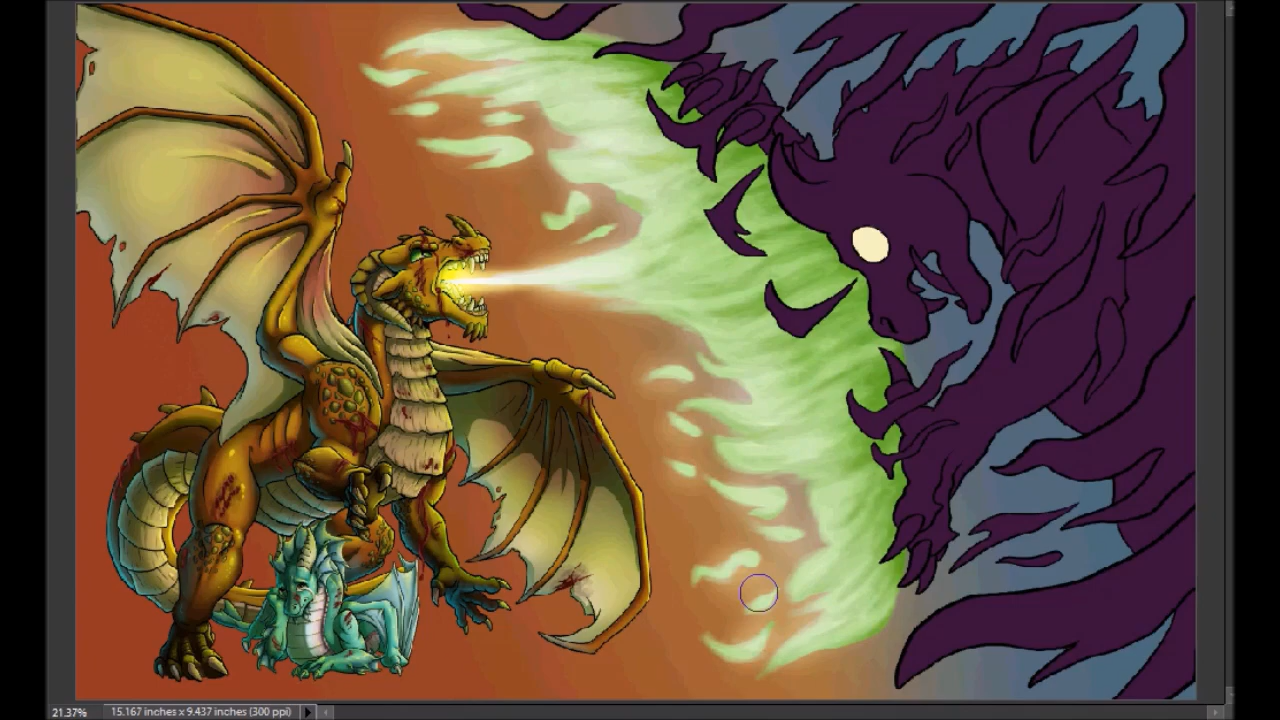 21.37% 15.167 inches x 9.437 inches (300 ppi)